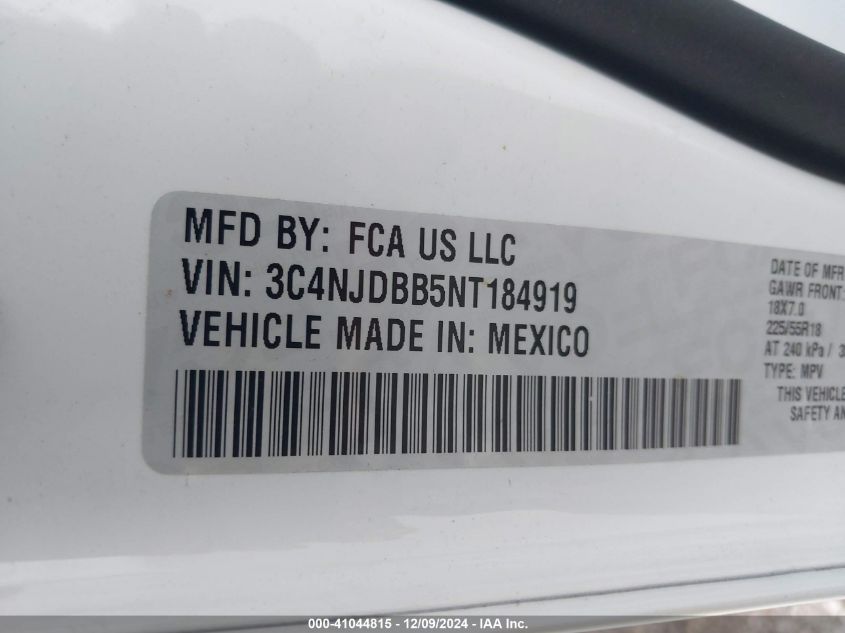 MFD BY: FCA US LLC
VIN: 3C4NJDBB5NT184919
VEHICLE MADE IN: MEXICO
DATE OF MFR
GAWR FRONT:
18X7.0
225/55R18
AT 240 kPa / 3
TYPE: MPV
THIS VEHICLE
SAFETY AN
000-41044815 - 12/09/2024 - IAA Inc.